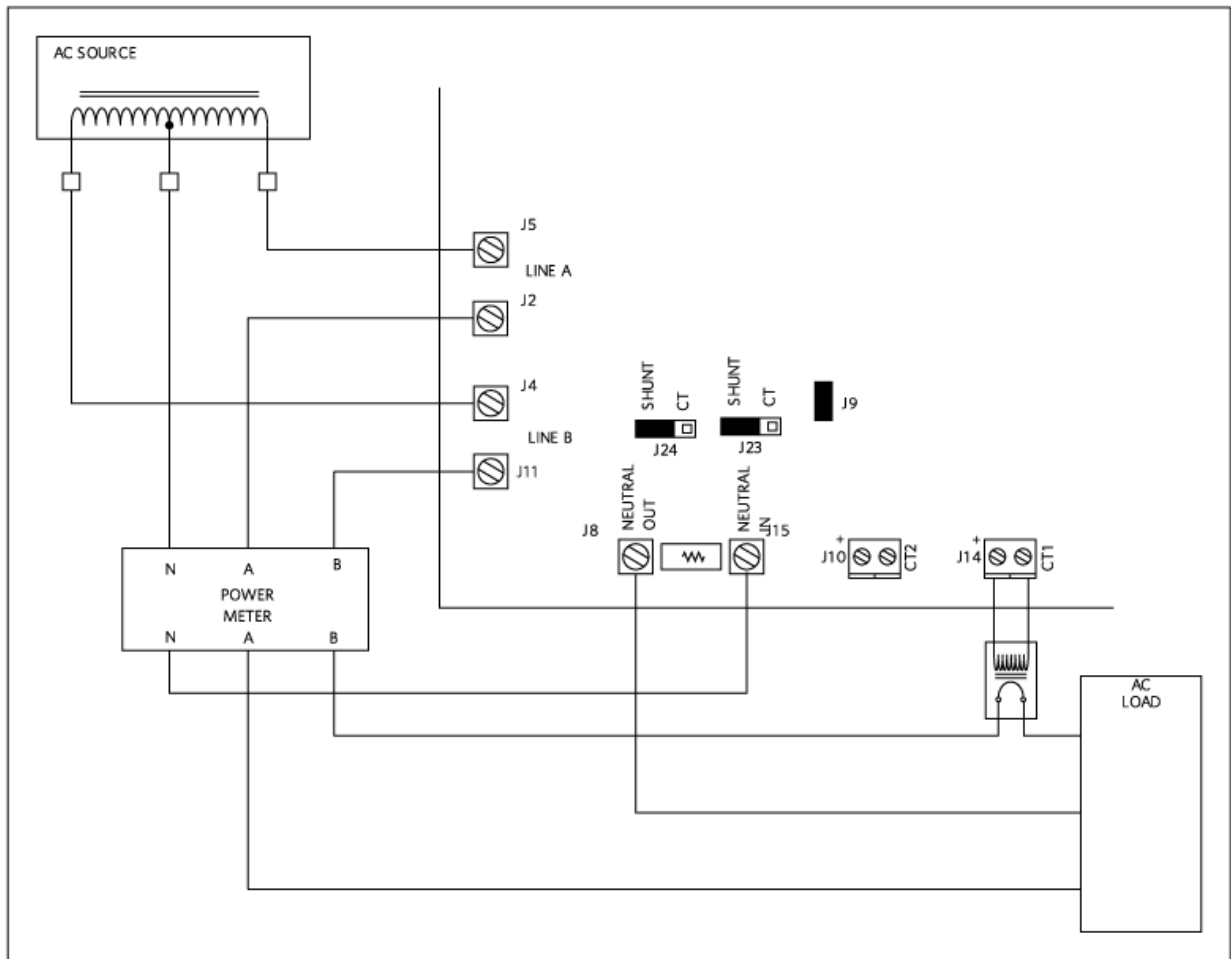 AC SOURCE
J5
LINE A
J2
J4
LINE B
J11
SHUNT
CT
J24
SHUNT
CT
J23
J9
J8
NEUTRAL
OUT
NEUTRAL
IN
J15
+
J10
CT2
+
J14
CT1
N A B
POWER
METER
N A B
AC
LOAD